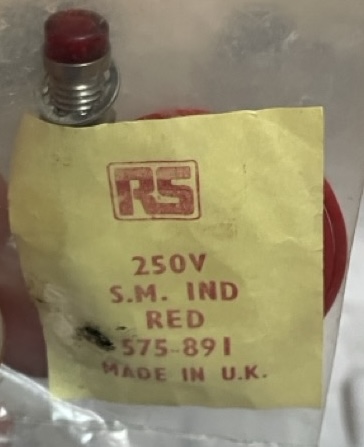 RS
250V
S.M. IND
RED
575-891
MADE IN U.K.